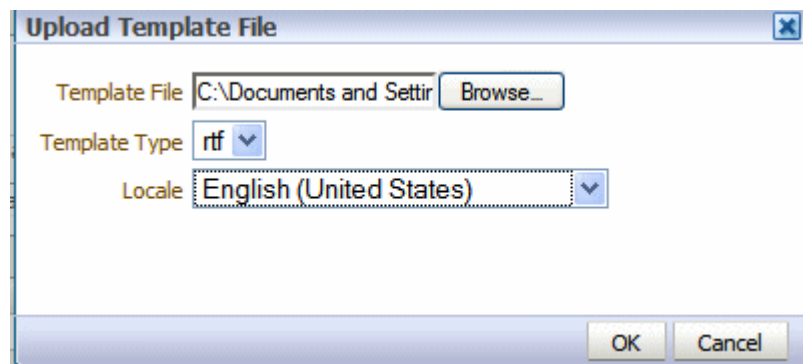 Upload Template File
Template File C:\Documents and Settir Browse...
Template Type rtf
Locale English (United States)
OK Cancel